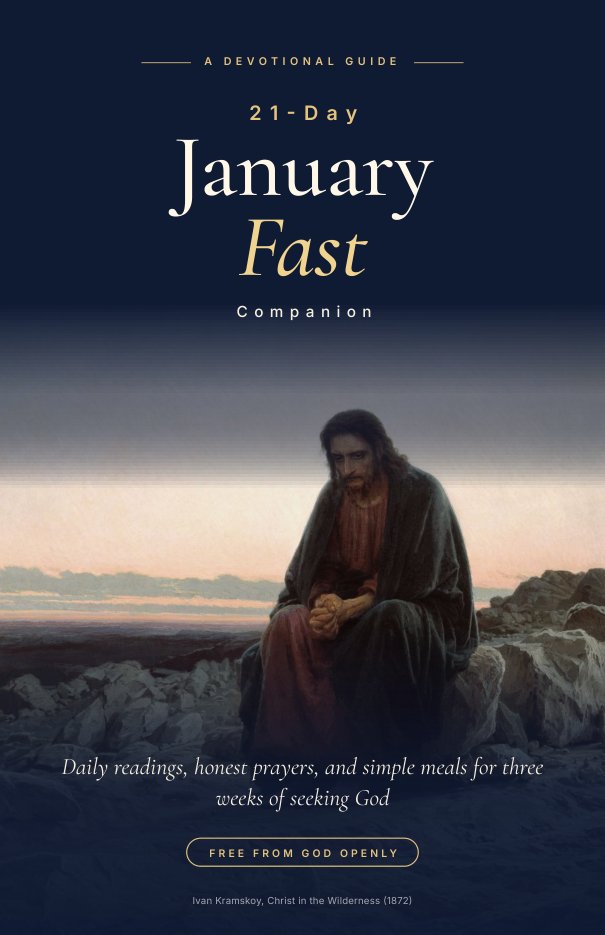 A DEVOTIONAL GUIDE
21-Day
January
Fast
Companion
Daily readings, honest prayers, and simple meals for three
weeks of seeking God
FREE FROM GOD OPENLY
Ivan Kramskoy, Christ in the Wilderness (1872)